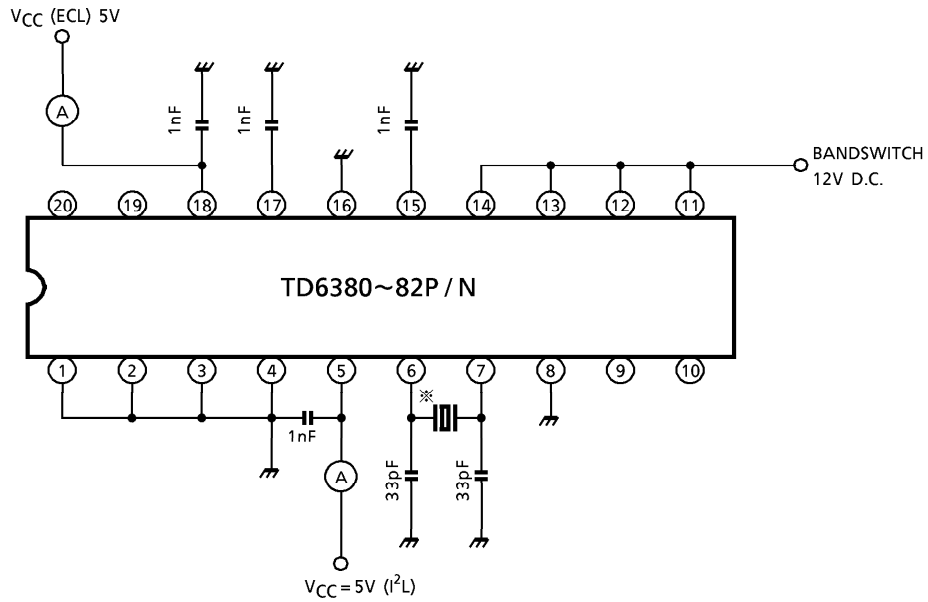 VCC (ECL) 5V
A
1nF
1nF
1nF
BANDSWITCH
12V D.C.
20 19 18 17 16 15 14 13 12 11
TD6380~82P / N
1 2 3 4 5 6 7 8 9 10
※
1nF
A
33pF
33pF
VCC = 5V (I²L)